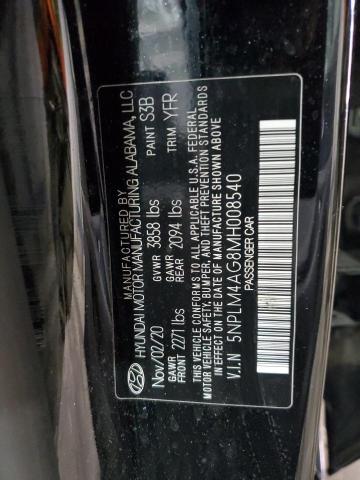 MANUFACTURED BY
HYUNDAI MOTOR MANUFACTURING ALABAMA, LLC
Nov/02/20 GVWR 3858 lbs PAINT S3B
GAWR FRONT 2271 lbs GAWR REAR 2094 lbs TRIM YFR
THIS VEHICLE CONFORMS TO ALL APPLICABLE U.S.A. FEDERAL
MOTOR VEHICLE SAFETY, BUMPER, AND THEFT PREVENTION STANDARDS
IN EFFECT ON THE DATE OF MANUFACTURE SHOWN ABOVE
V.I.N 5NPLM4AG8MH008540
PASSENGER CAR